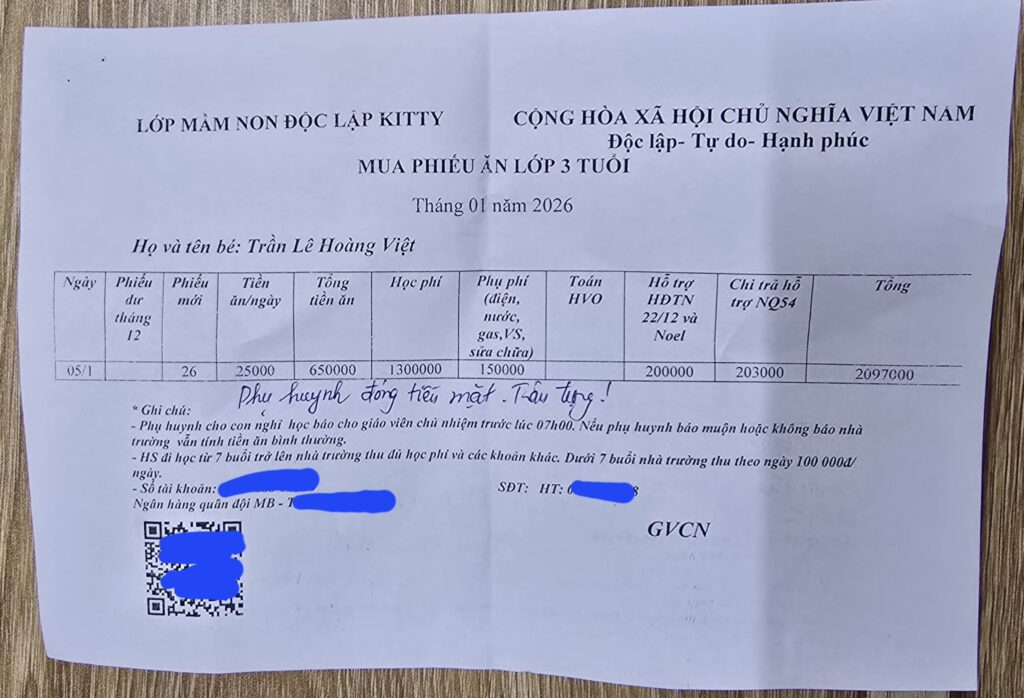 LỚP MẦM NON ĐỘC LẬP KITTY
CỘNG HÒA XÃ HỘI CHỦ NGHĨA VIỆT NAM
Độc lập- Tự do- Hạnh phúc
MUA PHIẾU ĂN LỚP 3 TUỔI
Tháng 01 năm 2026
Họ và tên bé: Trần Lê Hoàng Việt
Ngày | Phiếu dư tháng 12 | Phiếu mới | Tiền ăn/ngày | Tổng tiền ăn | Học phí | Phụ phí (điện, nước, gas,VS, sửa chữa) | Toán HVO | Hỗ trợ HĐTN 22/12 và Noel | Chi trả hỗ trợ NQ54 | Tổng
05/1 | | 26 | 25000 | 650000 | 1300000 | 150000 | | 200000 | 203000 | 2097000
Phụ huynh đóng tiền mặt. Trân trọng!
* Ghi chú:
- Phụ huynh cho con nghỉ học báo cho giáo viên chủ nhiệm trước lúc 07h00. Nếu phụ huynh báo muộn hoặc không báo nhà
trường vẫn tính tiền ăn bình thường.
- HS đi học từ 7 buổi trở lên nhà trường thu đủ học phí và các khoản khác. Dưới 7 buổi nhà trường thu theo ngày 100 000đ/
ngày.
- Số tài khoản:
SĐT: HT: 8
Ngân hàng quân đội MB - T
GVCN